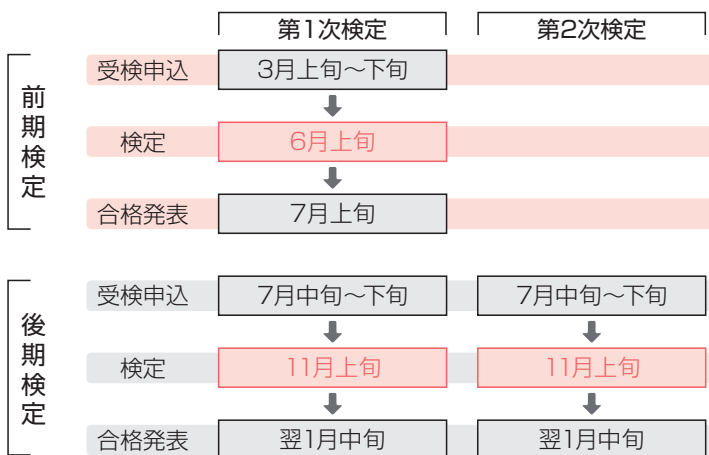 第1次検定 第2次検定
前期検定
受検申込 3月上旬～下旬
検定 6月上旬
合格発表 7月上旬
後期検定
受検申込 7月中旬～下旬 7月中旬～下旬
検定 11月上旬 11月上旬
合格発表 翌1月中旬 翌1月中旬